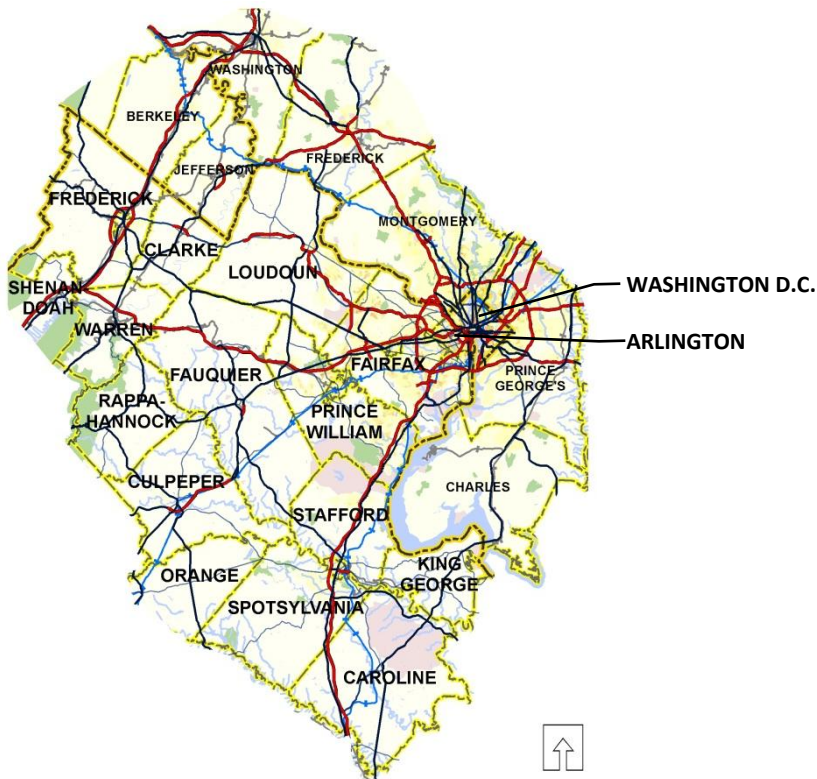 WASHINGTON
BERKELEY
FREDERICK
JEFFERSON
FREDERICK
MONTGOMERY
CLARKE
LOUDOUN
SHENAN-
DOAH
WASHINGTON D.C.
WARREN
ARLINGTON
FAIRFAX
FAUQUIER
PRINCE
GEORGE'S
RAPPA-
HANNOCK
PRINCE
WILLIAM
CULPEPER
CHARLES
STAFFORD
ORANGE
KING
GEORGE
SPOTSYLVANIA
CAROLINE